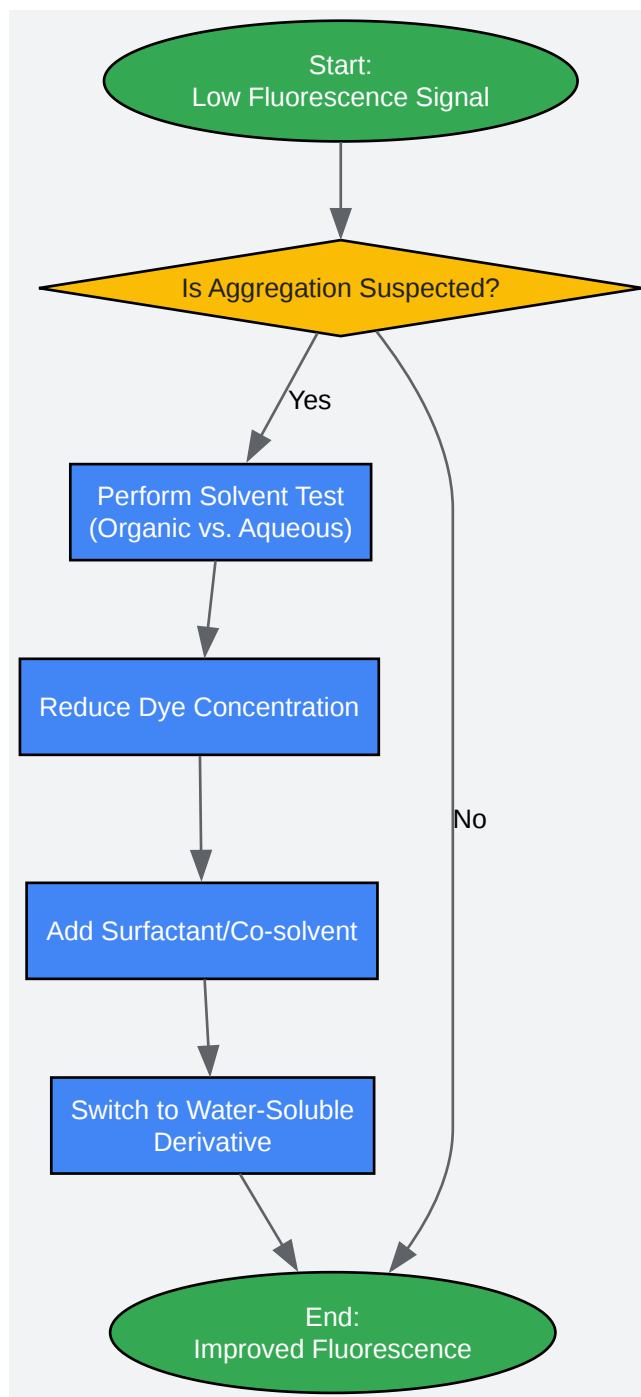 Start:
Low Fluorescence Signal
Is Aggregation Suspected?
Yes
Perform Solvent Test
(Organic vs. Aqueous)
Reduce Dye Concentration
No
Add Surfactant/Co-solvent
Switch to Water-Soluble
Derivative
End:
Improved Fluorescence